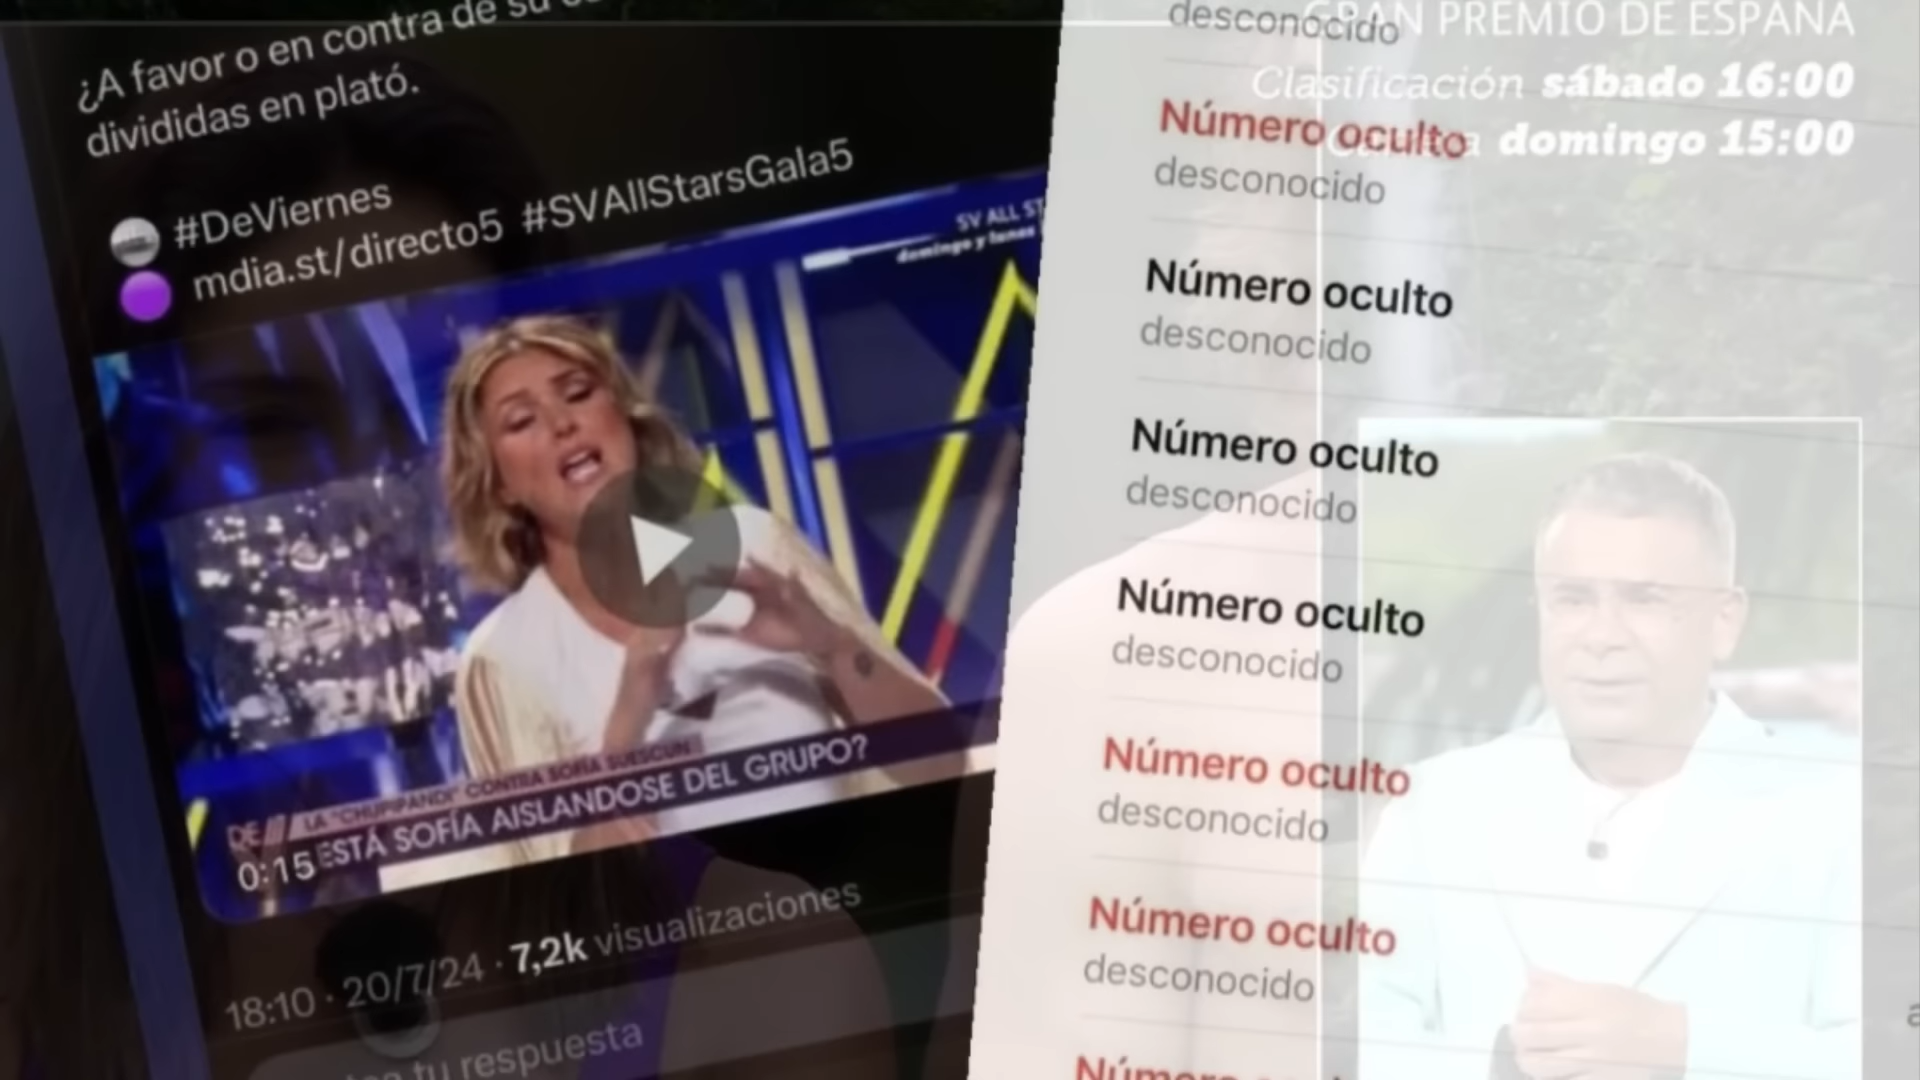 ¿A favor o en contra de su
divididas en plató.
#DeViernes
mdia.st/directo5 #SVAllStarsGala5
SV ALL ST
domingo y lunes
LA "CHUPIPANDI" CONTRA SOFÍA SUESCUN
DE
ESTÁ SOFÍA AISLANDOSE DEL GRUPO?
0:15
18:10 · 20/7/24 · 7,2k visualizaciones
tu respuesta
desconocido
Número oculto
desconocido
Número oculto
desconocido
Número oculto
desconocido
Número oculto
desconocido
Número oculto
desconocido
Número oculto
desconocido
GRAN PREMIO DE ESPAÑA
Clasificación sábado 16:00
domingo 15:00